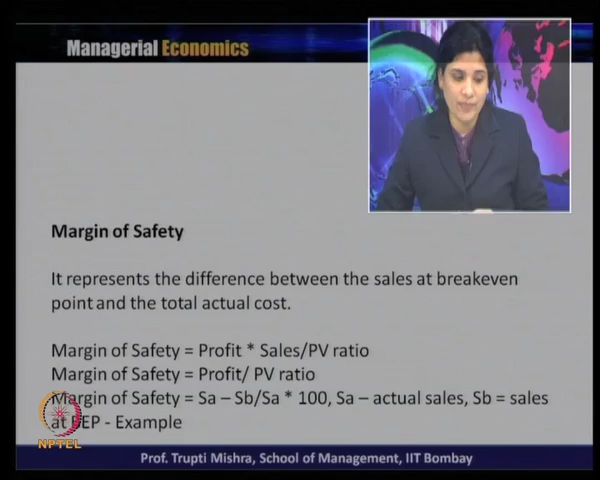 Managerial Economics
Margin of Safety
It represents the difference between the sales at breakeven
point and the total actual cost.
Margin of Safety = Profit * Sales/PV ratio
Margin of Safety = Profit/ PV ratio
Margin of Safety = Sa – Sb/Sa * 100, Sa – actual sales, Sb = sales
at BEP - Example
NPTEL
Prof. Trupti Mishra, School of Management, IIT Bombay